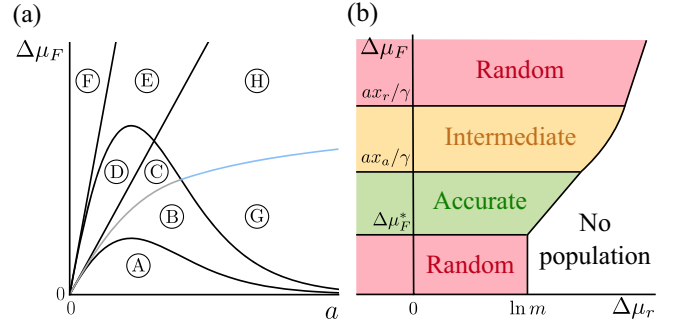 (a)
Δμ_F
F
E
H
D
C
B
G
A
0
0
a
(b)
Δμ_F
Random
ax_r/γ
Intermediate
ax_a/γ
Accurate
Δμ_F^*
No
population
Random
0
ln m
Δμ_r